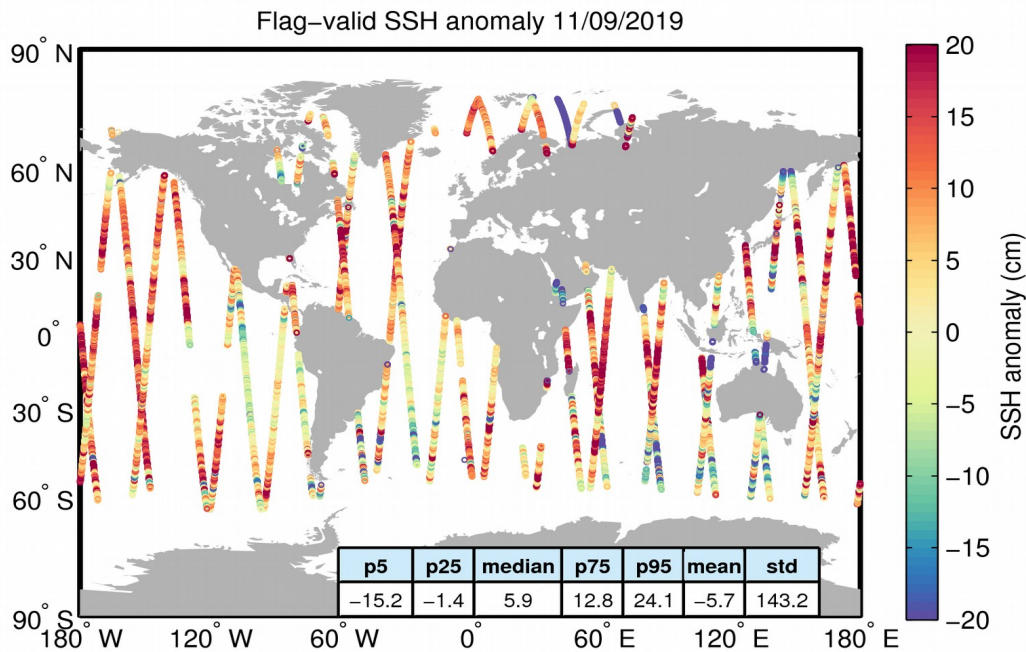 Flag−valid SSH anomaly 11/09/2019
90° N
60° N
30° N
0°
30° S
60° S
90° S
180° W
120° W
60° W
0°
60° E
120° E
180° E
p5 p25 median p75 p95 mean std
−15.2 −1.4 5.9 12.8 24.1 −5.7 143.2
20
15
10
5
0
−5
−10
−15
−20
SSH anomaly (cm)